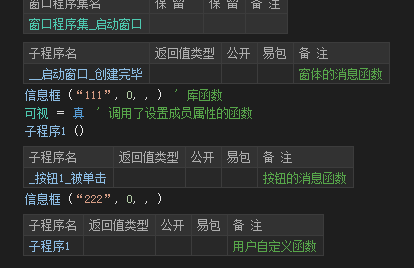 窗口程序集名 保 留 保 留 备 注
窗口程序集_启动窗口
子程序名 返回值类型 公开 易包 备 注
__启动窗口_创建完毕 窗体的消息函数
信息框 (“111”, 0, , ) ' 库函数
可视 = 真 ' 调用了设置成员属性的函数
子程序1 ()
子程序名 返回值类型 公开 易包 备 注
_按钮1_被单击 按钮的消息函数
信息框 (“222”, 0, , )
子程序名 返回值类型 公开 易包 备 注
子程序1 用户自定义函数